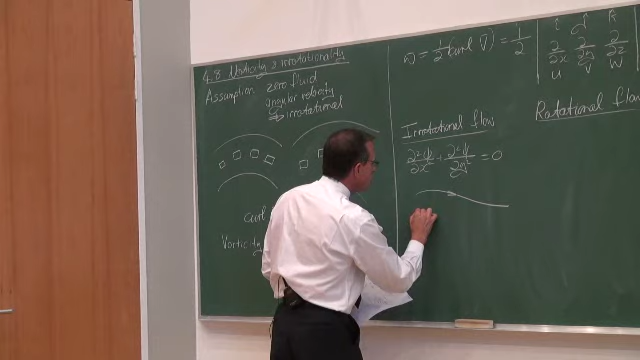 4.8 Vorticity & irrotationality
Assumption zero fluid
angular velocity
⇒ irrotational
curl
Vorticity
ω = 1/2 (curl V̄) = 1/2 | i j k
∂/∂x ∂/∂y ∂/∂z
u v w
Irrotational flow
∂²ψ/∂x² + ∂²ψ/∂y² = 0
Rotational flow